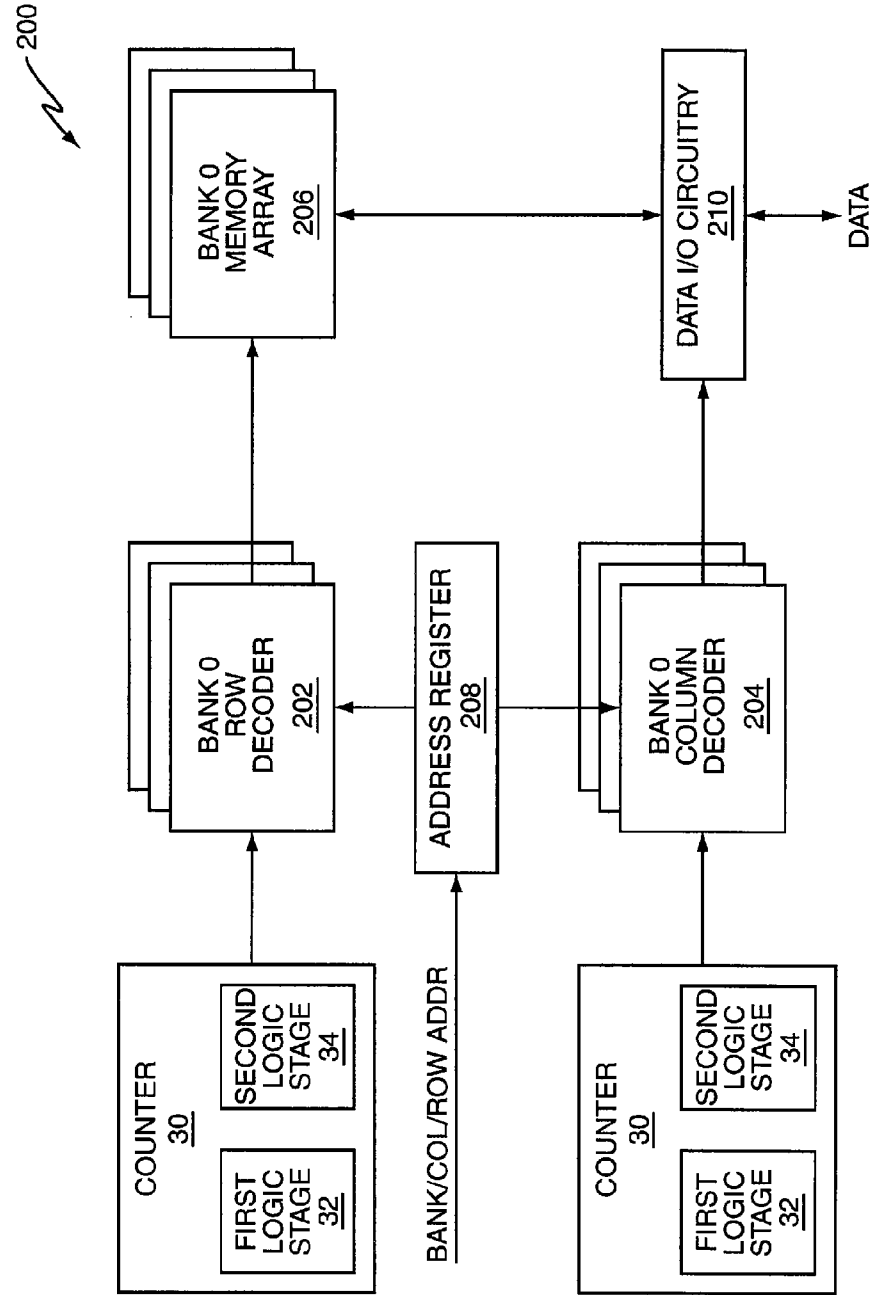 200
COUNTER
30
FIRST
LOGIC
STAGE
32
SECOND
LOGIC
STAGE
34
BANK 0
ROW
DECODER
202
BANK 0
MEMORY
ARRAY
206
BANK/COL/ROW ADDR
ADDRESS REGISTER
208
COUNTER
30
FIRST
LOGIC
STAGE
32
SECOND
LOGIC
STAGE
34
BANK 0
COLUMN
DECODER
204
DATA I/O CIRCUITRY
210
DATA